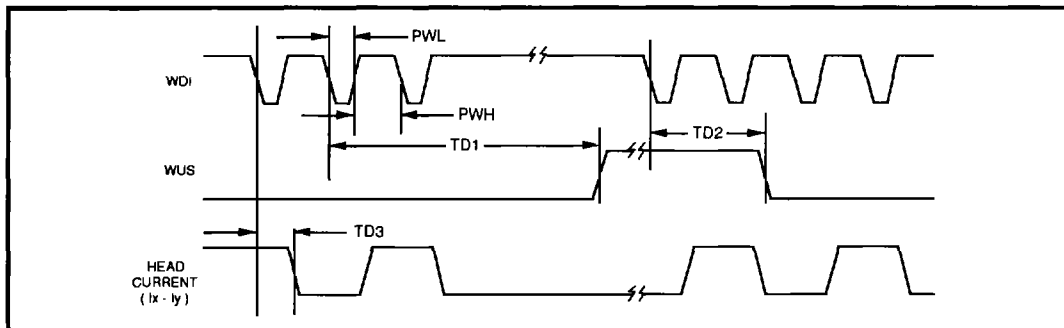 PWL
WDI
PWH
TD1
TD2
WUS
TD3
HEAD
CURRENT
( Ix - Iy )